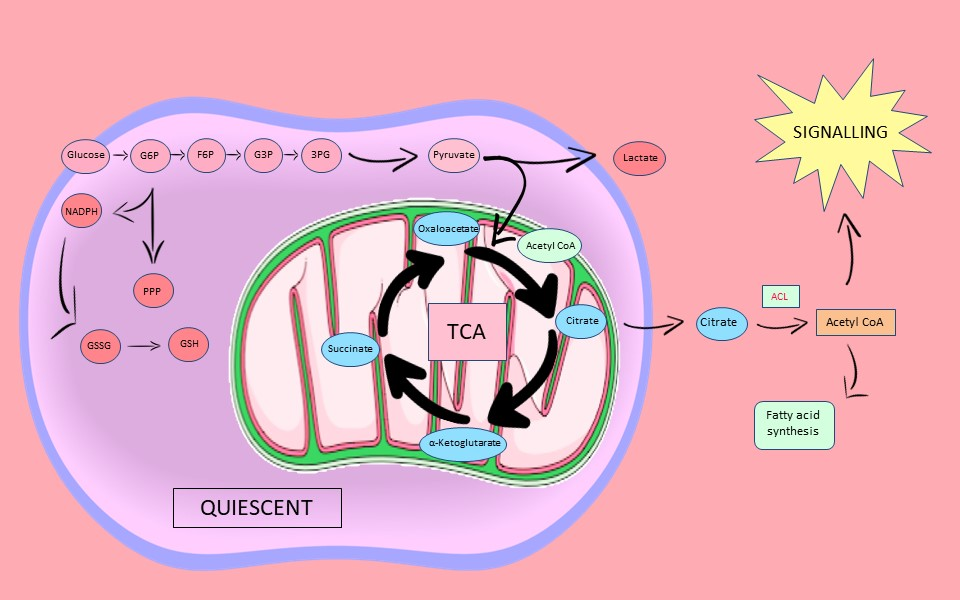 SIGNALLING
Glucose
G6P
F6P
G3P
3PG
Pyruvate
Lactate
NADPH
Oxaloacetate
Acetyl CoA
PPP
ACL
Citrate
Citrate
Acetyl CoA
TCA
GSSG
GSH
Succinate
Fatty acid
synthesis
α-Ketoglutarate
QUIESCENT